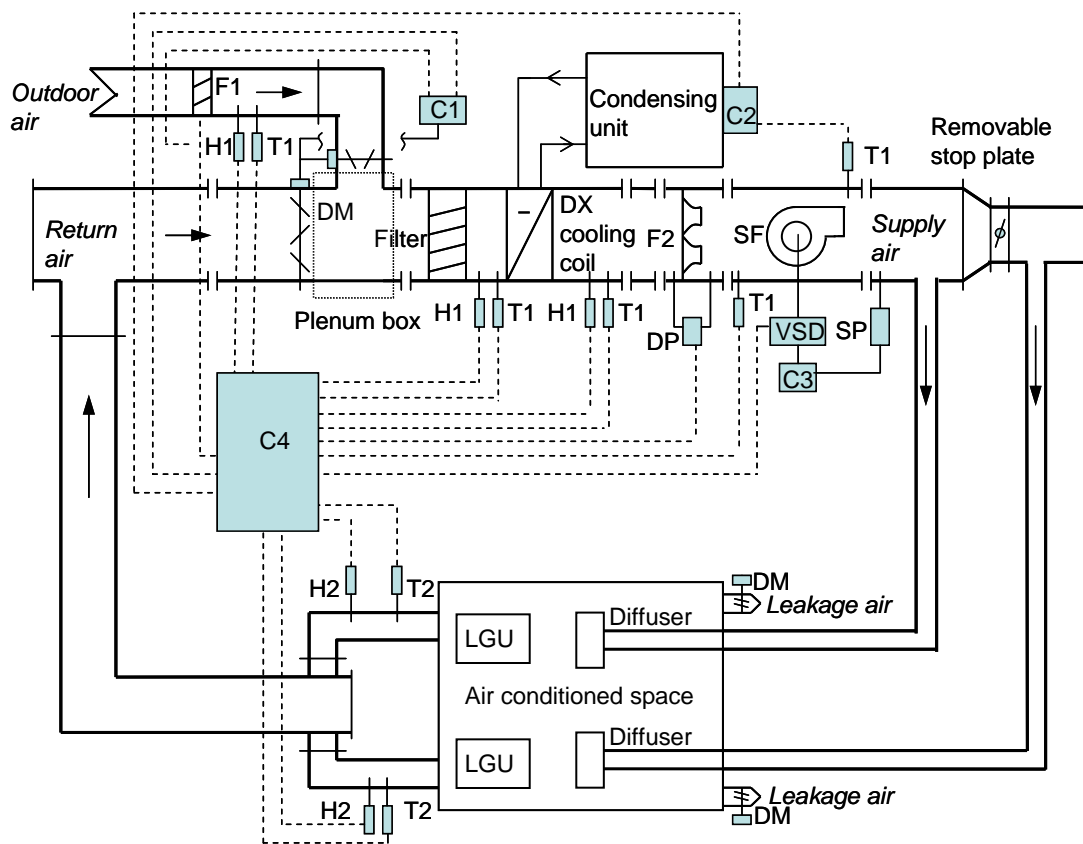 F1
Outdoor
air
C1
Condensing
unit
C2
Removable
stop plate
H1
T1
T1
DM
Return
air
Filter
DX
cooling
coil
F2
SF
Supply
air
Plenum box
H1
T1
H1
T1
T1
DP
VSD
SP
C3
C4
H2
T2
DM
Leakage air
LGU
Diffuser
Air conditioned space
LGU
Diffuser
H2
T2
Leakage air
DM